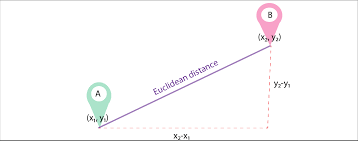 B
(x₂, y₂)
A
Euclidean distance
(x₁, y₁)
y₂-y₁
x₂-x₁